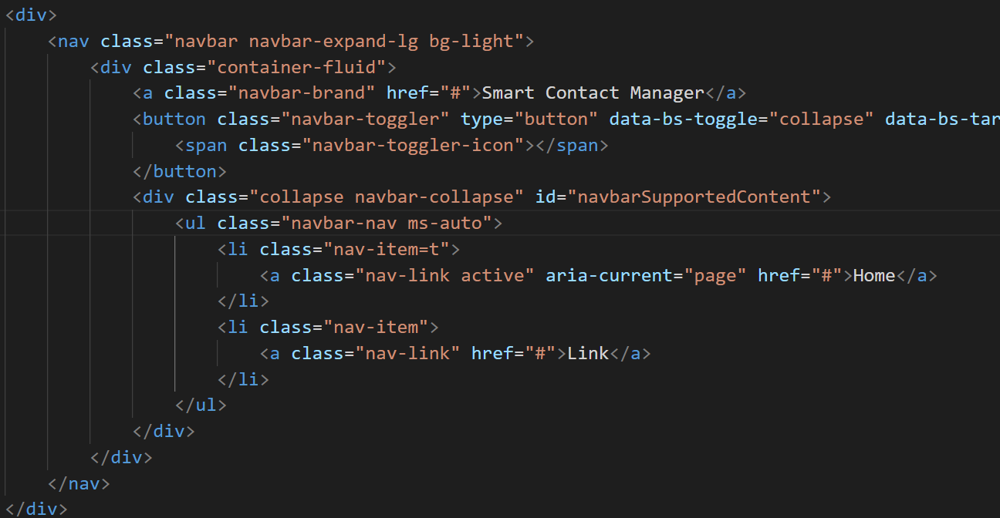 <div>
    <nav class="navbar navbar-expand-lg bg-light">
        <div class="container-fluid">
            <a class="navbar-brand" href="#">Smart Contact Manager</a>
            <button class="navbar-toggler" type="button" data-bs-toggle="collapse" data-bs-tar
                <span class="navbar-toggler-icon"></span>
            </button>
            <div class="collapse navbar-collapse" id="navbarSupportedContent">
                <ul class="navbar-nav ms-auto">
                    <li class="nav-item=t">
                        <a class="nav-link active" aria-current="page" href="#">Home</a>
                    </li>
                    <li class="nav-item">
                        <a class="nav-link" href="#">Link</a>
                    </li>
                </ul>
            </div>
        </div>
    </nav>
</div>